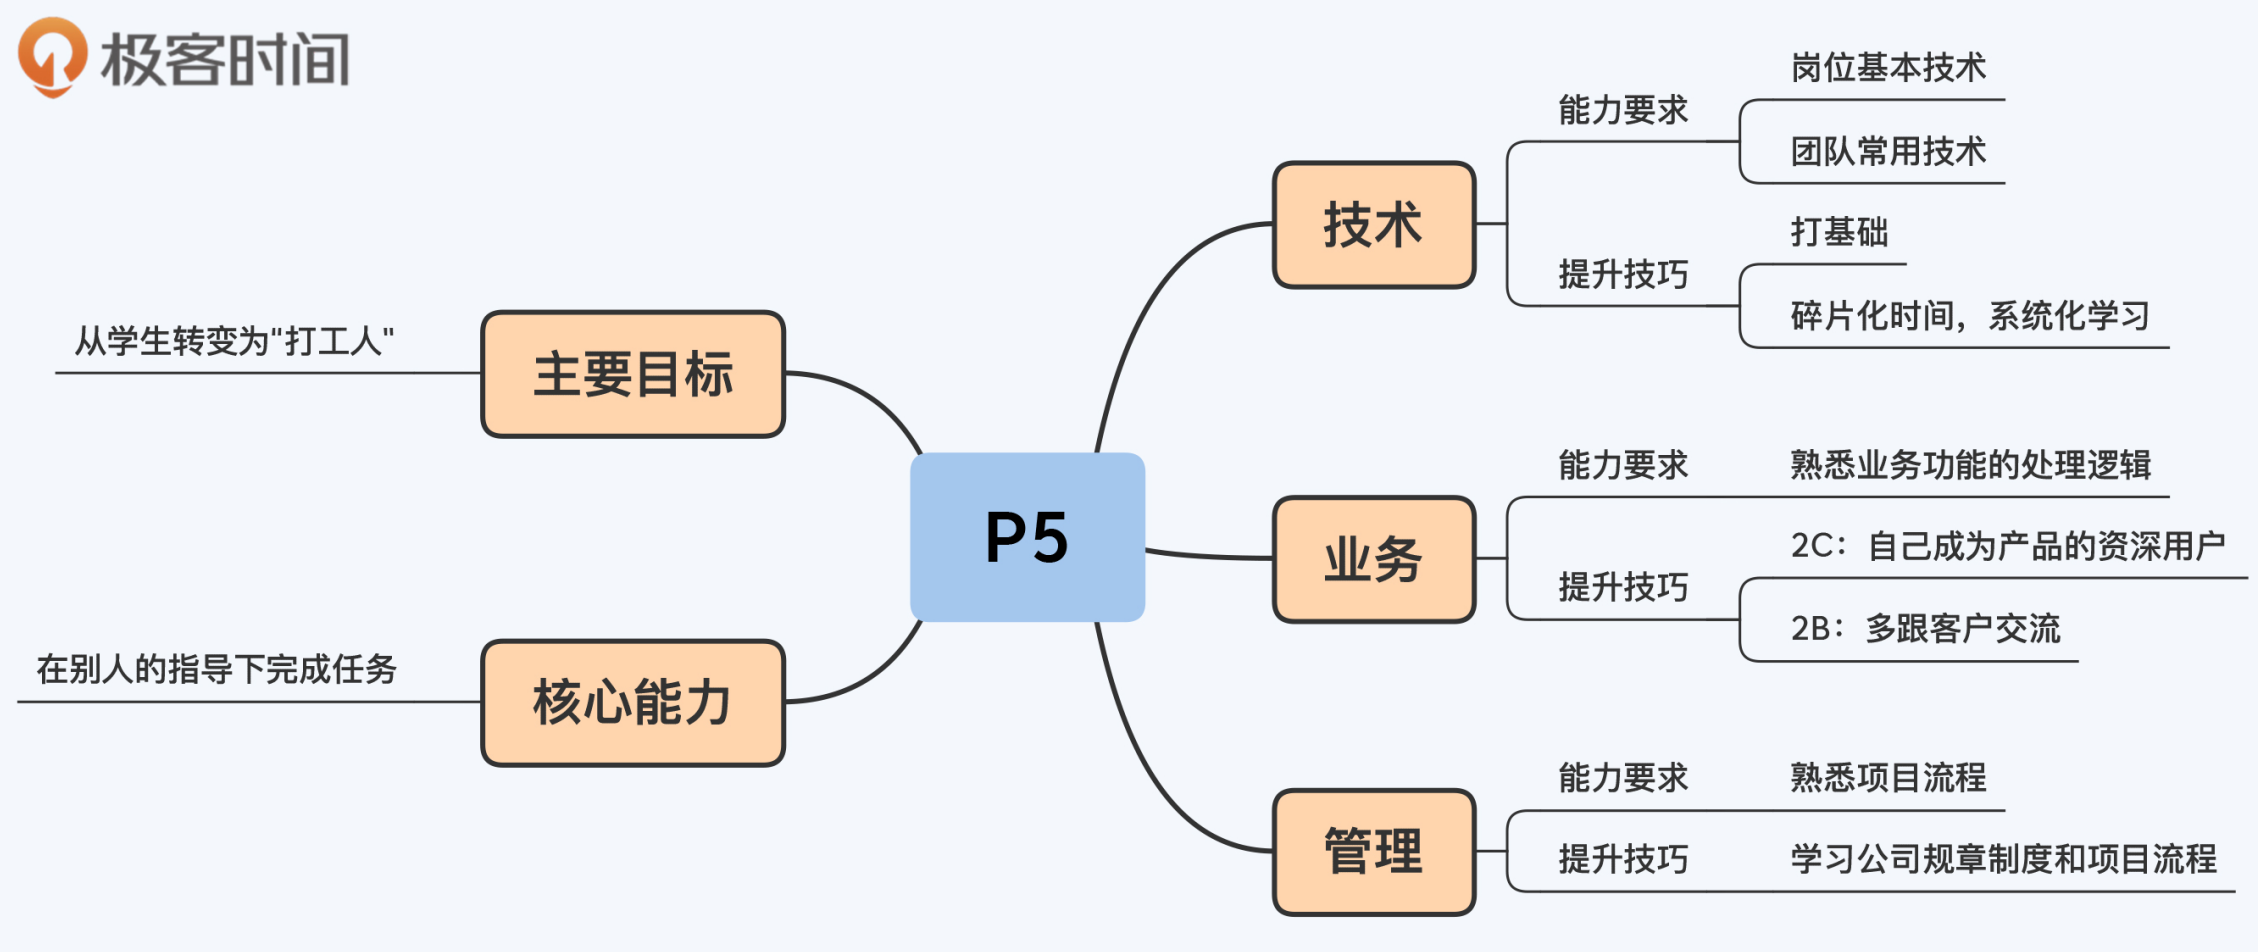 极客时间
P5
主要目标
从学生转变为"打工人"
核心能力
在别人的指导下完成任务
技术
能力要求
岗位基本技术
团队常用技术
提升技巧
打基础
碎片化时间，系统化学习
业务
能力要求
熟悉业务功能的处理逻辑
提升技巧
2C：自己成为产品的资深用户
2B：多跟客户交流
管理
能力要求
熟悉项目流程
提升技巧
学习公司规章制度和项目流程